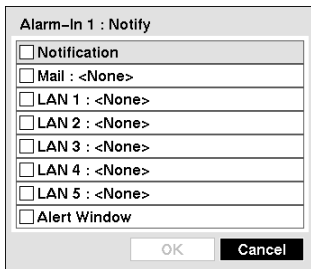 Alarm-In 1 : Notify
Notification
Mail : <None>
LAN 1 : <None>
LAN 2 : <None>
LAN 3 : <None>
LAN 4 : <None>
LAN 5 : <None>
Alert Window
OK Cancel